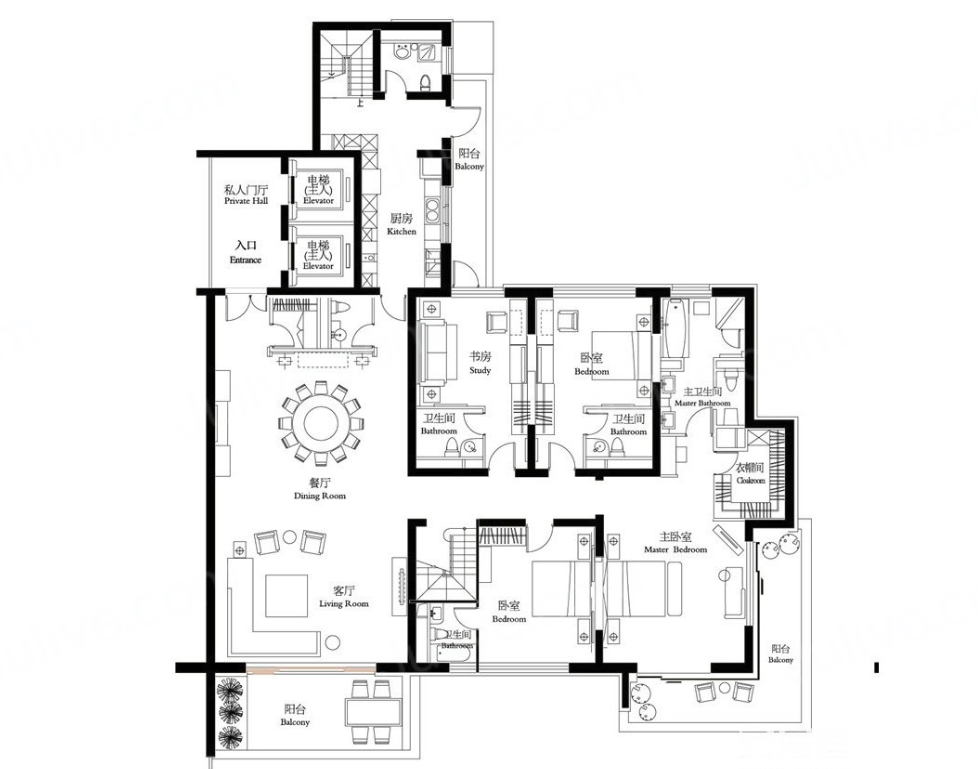 阳台
Balcony
私人门厅
Private Hall
电梯
(主人)
Elevator
厨房
Kitchen
入口
Entrance
电梯
(主人)
Elevator
上
书房
Study
卧室
Bedroom
主卫生间
Master Bathroom
卫生间
Bathroom
卫生间
Bathroom
餐厅
Dining Room
衣帽间
Cloakroom
主卧室
Master Bedroom
客厅
Living Room
卧室
Bedroom
卫生间
Bathroom
阳台
Balcony
阳台
Balcony